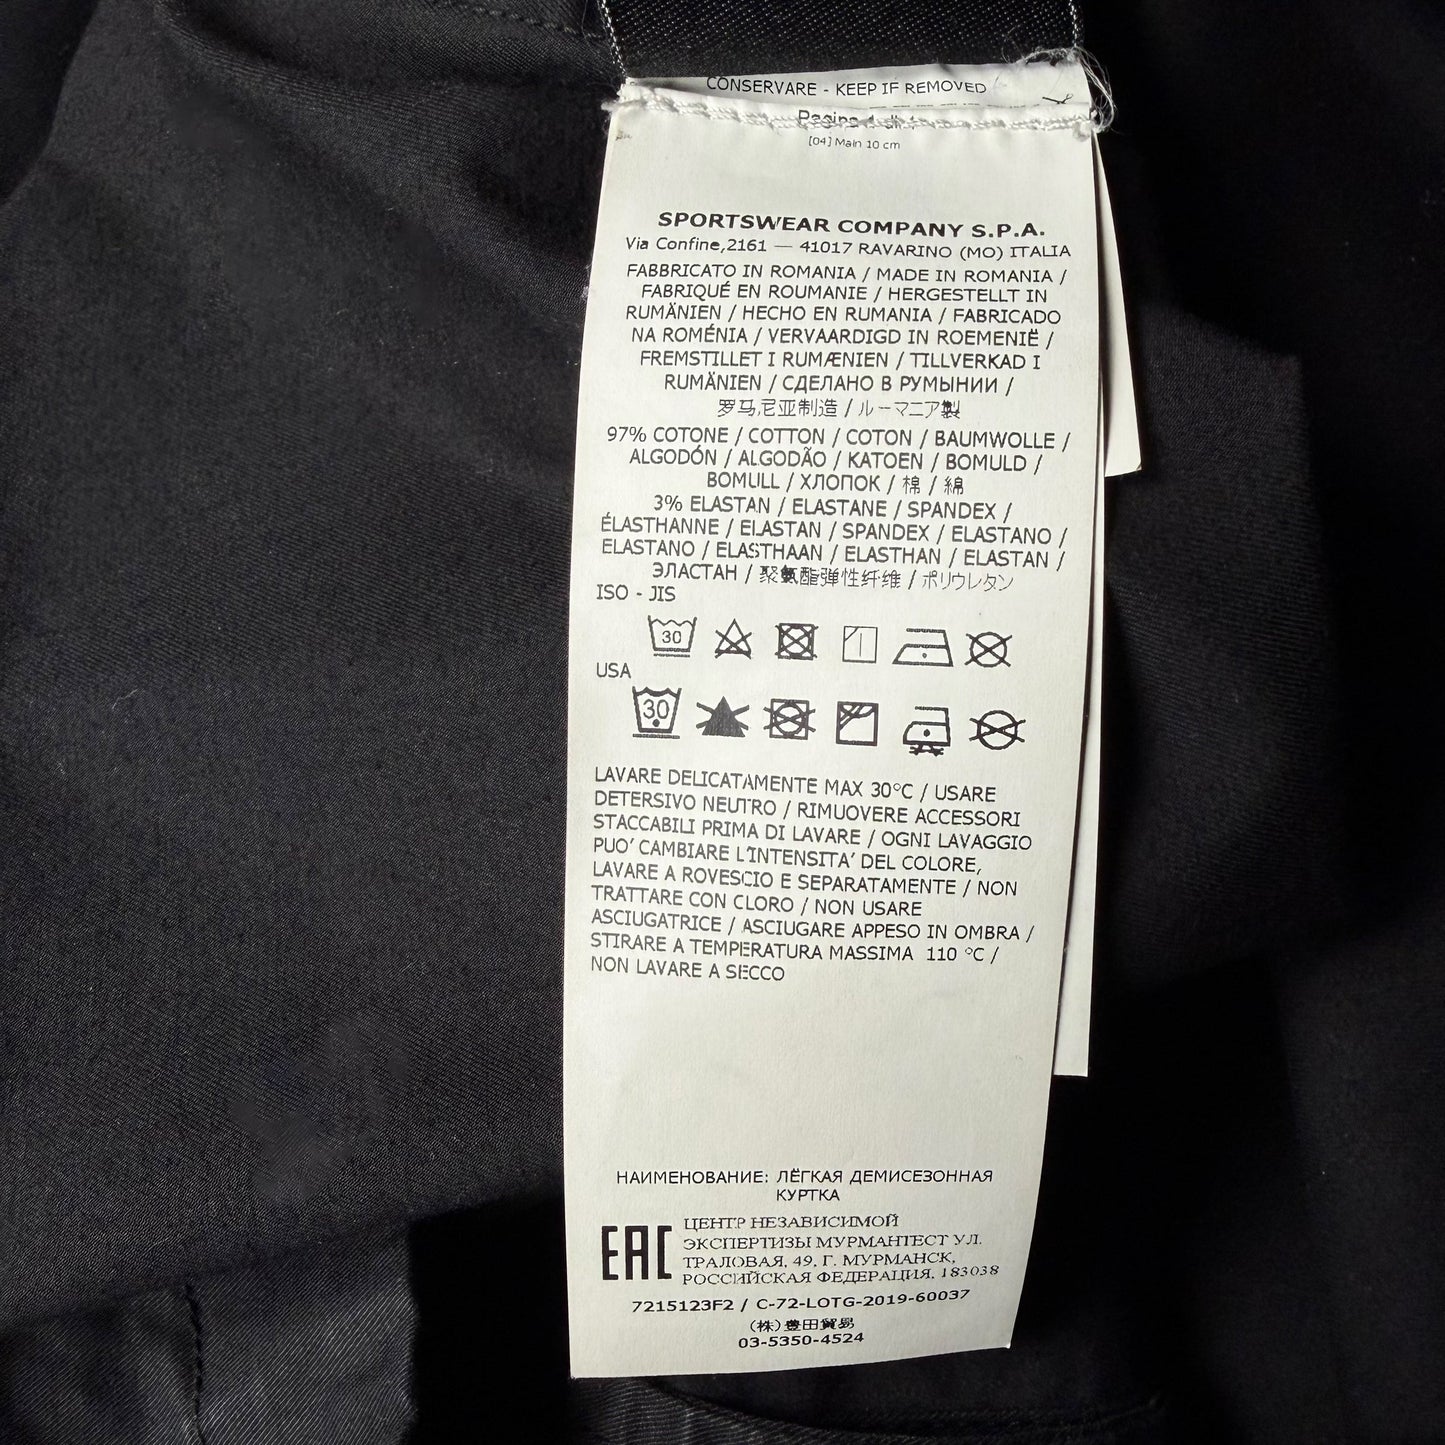 CONSERVARE - KEEP IF REMOVED
Pagina
[04] Main 10 cm
SPORTSWEAR COMPANY S.P.A.
Via Confine,2161 — 41017 RAVARINO (MO) ITALIA
FABBRICATO IN ROMANIA / MADE IN ROMANIA /
FABRIQUÉ EN ROUMANIE / HERGESTELLT IN
RUMÄNIEN / HECHO EN RUMANIA / FABRICADO
NA ROMÉNIA / VERVAARDIGD IN ROEMENIË /
FREMSTILLET I RUMÆNIEN / TILLVERKAD I
RUMÄNIEN / СДЕЛАНО В РУМЫНИИ /
罗马尼亚制造 / ルーマニア製
97% COTONE / COTTON / COTON / BAUMWOLLE /
ALGODÓN / ALGODÃO / KATOEN / BOMULD /
BOMULL / ХЛОПОК / 棉 / 綿
3% ELASTAN / ELASTANE / SPANDEX /
ÉLASTHANNE / ELASTAN / SPANDEX / ELASTANO /
ELASTANO / ELASTHAAN / ELASTHAN / ELASTAN /
ЭЛАСТАН / 聚氨酯弹性纤维 / ポリウレタン
ISO - JIS
30
USA
30
LAVARE DELICATAMENTE MAX 30°C / USARE
DETERSIVO NEUTRO / RIMUOVERE ACCESSORI
STACCABILI PRIMA DI LAVARE / OGNI LAVAGGIO
PUO' CAMBIARE L'INTENSITA' DEL COLORE,
LAVARE A ROVESCIO E SEPARATAMENTE / NON
TRATTARE CON CLORO / NON USARE
ASCIUGATRICE / ASCIUGARE APPESO IN OMBRA /
STIRARE A TEMPERATURA MASSIMA 110 °C /
NON LAVARE A SECCO
НАИМЕНОВАНИЕ: ЛЁГКАЯ ДЕМИСЕЗОННАЯ
КУРТКА
EAC
ЦЕНТР НЕЗАВИСИМОЙ
ЭКСПЕРТИЗЫ МУРМАНТЕСТ УЛ.
ТРАЛОВАЯ, 49, Г. МУРМАНСК,
РОССИЙСКАЯ ФЕДЕРАЦИЯ, 183038
7215123F2 / C-72-LOTG-2019-60037
(株)豊田貿易
03-5350-4524